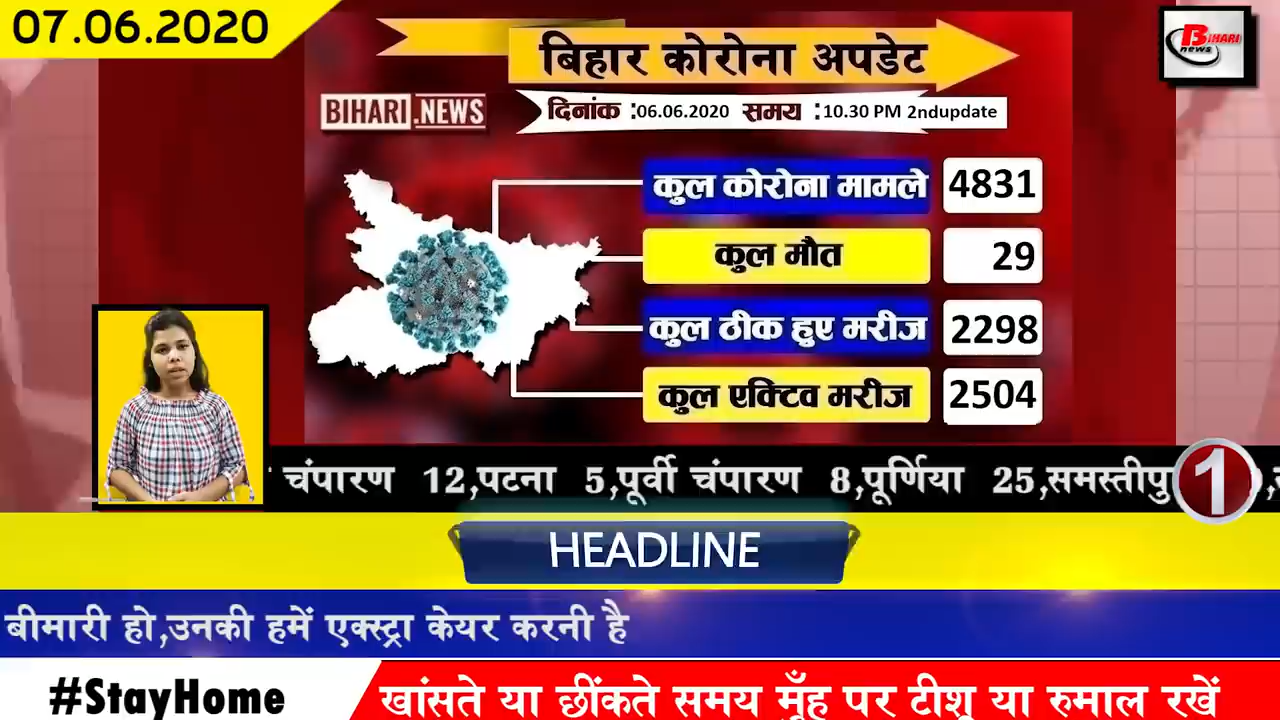 07.06.2020
BIHARI
news
बिहार कोरोना अपडेट
BIHARI.NEWS
दिनांक :06.06.2020 समय :10.30 PM 2ndupdate
कुल कोरोना मामले 4831
कुल मौत 29
कुल ठीक हुए मरीज 2298
कुल एक्टिव मरीज 2504
चंपारण 12,पटना 5,पूर्वी चंपारण 8,पूर्णिया 25,समस्तीपु
1
HEADLINE
बीमारी हो,उनकी हमें एक्स्ट्रा केयर करनी है
#StayHome
खांसते या छींकते समय मूँह पर टीशू या रुमाल रखें